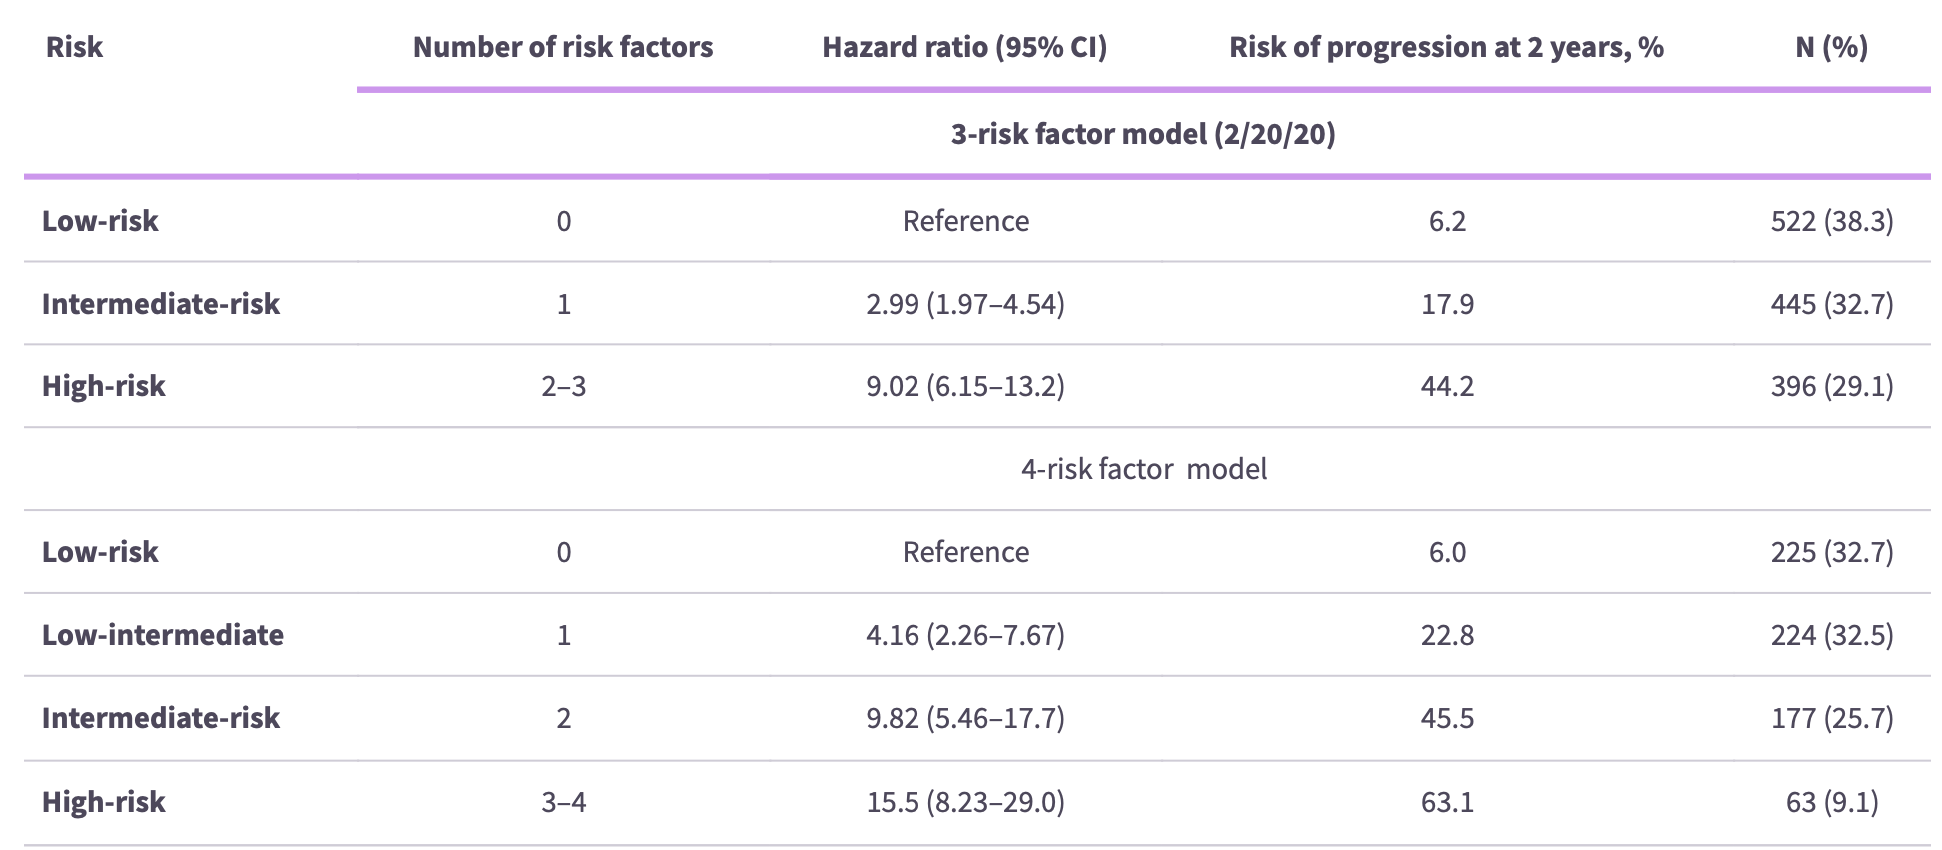 Risk Number of risk factors Hazard ratio (95% CI) Risk of progression at 2 years, % N (%)
3-risk factor model (2/20/20)
Low-risk 0 Reference 6.2 522 (38.3)
Intermediate-risk 1 2.99 (1.97–4.54) 17.9 445 (32.7)
High-risk 2–3 9.02 (6.15–13.2) 44.2 396 (29.1)
4-risk factor model
Low-risk 0 Reference 6.0 225 (32.7)
Low-intermediate 1 4.16 (2.26–7.67) 22.8 224 (32.5)
Intermediate-risk 2 9.82 (5.46–17.7) 45.5 177 (25.7)
High-risk 3–4 15.5 (8.23–29.0) 63.1 63 (9.1)